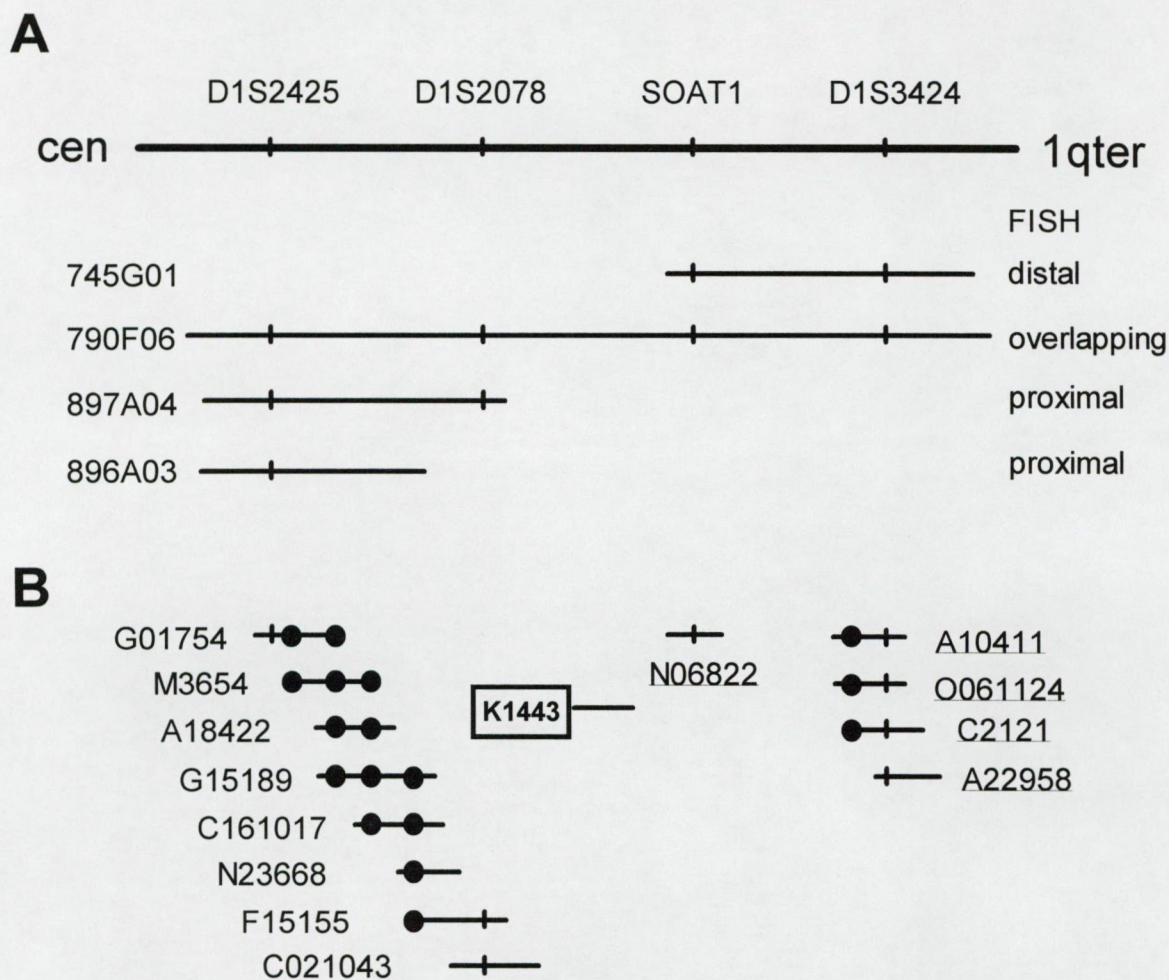 A
D1S2425 D1S2078 SOAT1 D1S3424
cen 1qter
FISH
745G01 distal
790F06 overlapping
897A04 proximal
896A03 proximal
B
G01754 A10411
N06822
M3654 O061124
K1443
A18422 C2121
G15189 A22958
C161017
N23668
F15155
C021043